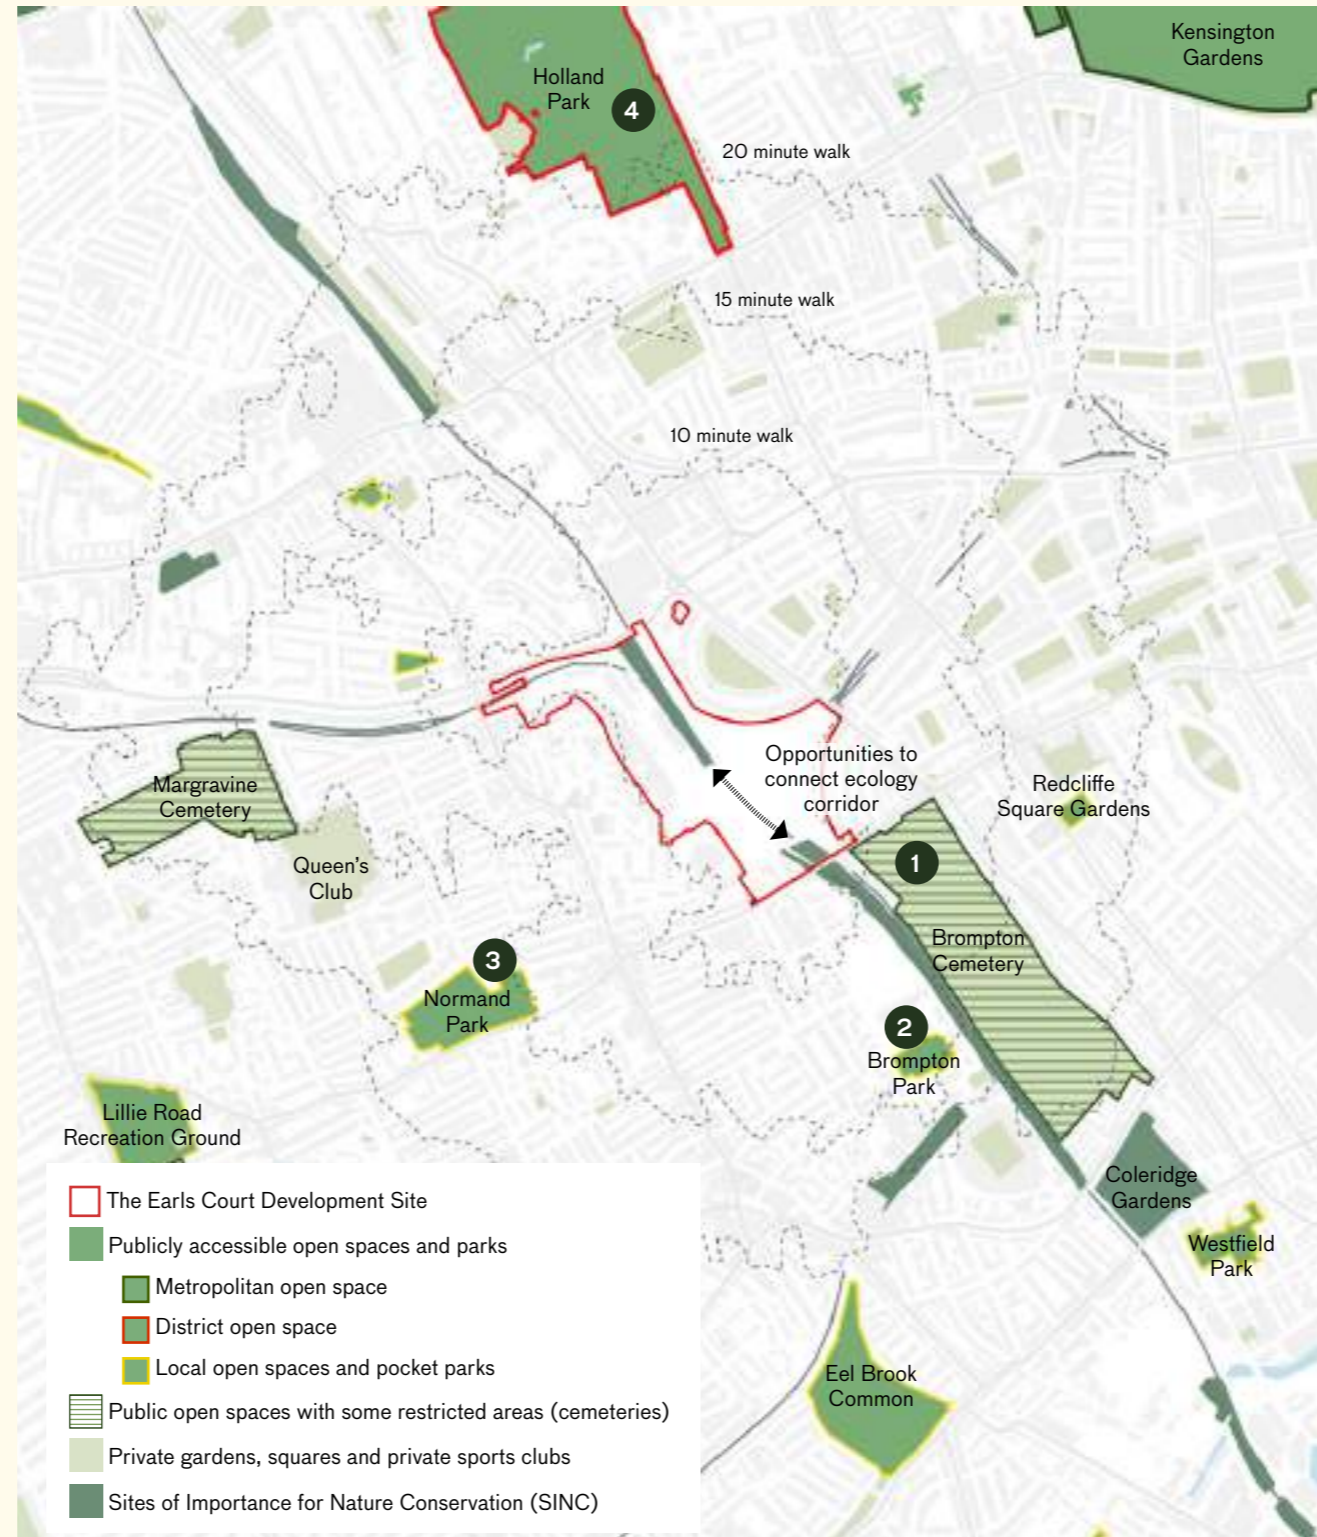 Kensington
Gardens
Holland
Park
4
20 minute walk
15 minute walk
10 minute walk
Opportunities to
connect ecology
corridor
Redcliffe
Square Gardens
Margravine
Cemetery
Queen's
Club
1
Brompton
Cemetery
3
Normand
Park
2
Brompton
Park
Lillie Road
Recreation Ground
Coleridge
Gardens
Westfield
Park
Eel Brook
Common
The Earls Court Development Site
Publicly accessible open spaces and parks
Metropolitan open space
District open space
Local open spaces and pocket parks
Public open spaces with some restricted areas (cemeteries)
Private gardens, squares and private sports clubs
Sites of Importance for Nature Conservation (SINC)